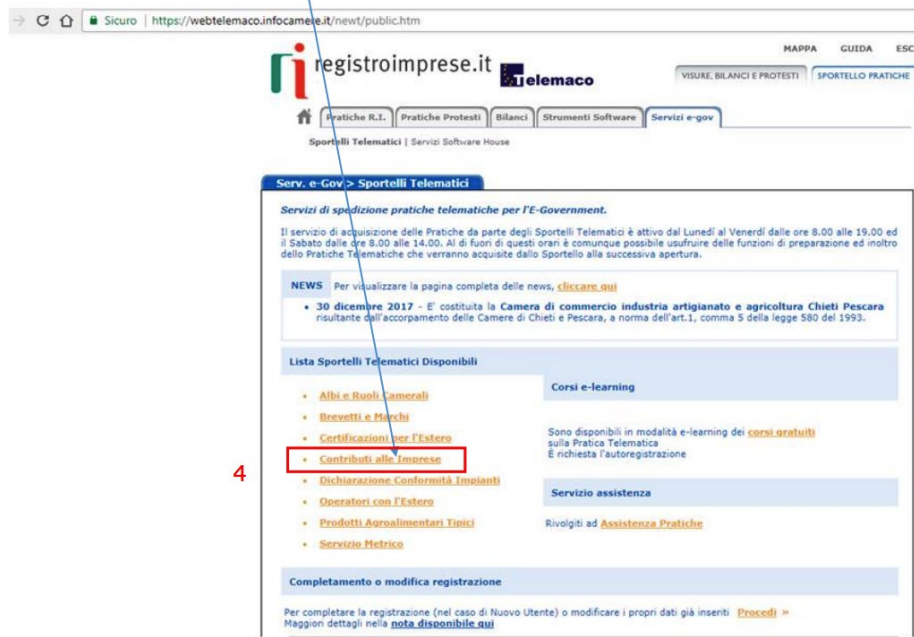 Sicuro | https://webtelemaco.infocamere.it/newt/public.htm
MAPPA GUIDA ESC
ri registroimprese.it Telemaco
VISURE, BILANCI E PROTESTI SPORTELLO PRATICHE
Pratiche R.I. Pratiche Protesti Bilanci Strumenti Software Servizi e-gov
Sportelli Telematici | Servizi Software House
Serv. e-Gov > Sportelli Telematici
Servizi di spedizione pratiche telematiche per l'E-Government.
Il servizio di acquisizione delle Pratiche da parte degli Sportelli Telematici è attivo dal Lunedí al Venerdí dalle ore 8.00 alle 19.00 ed
il Sabato dalle ore 8.00 alle 14.00. Al di fuori di questi orari è comunque possibile usufruire delle funzioni di preparazione ed inoltro
dello Pratiche Telematiche che verranno acquisite dallo Sportello alla successiva apertura.
NEWS Per visualizzare la pagina completa delle news, cliccare qui
• 30 dicembre 2017 - E' costituita la Camera di commercio industria artigianato e agricoltura Chieti Pescara
risultante dall'accorpamento delle Camere di Chieti e Pescara, a norma dell'art.1, comma 5 della legge 580 del 1993.
Lista Sportelli Telematici Disponibili
• Albi e Ruoli Camerali
• Brevetti e Marchi
• Certificazioni per l'Estero
• Contributi alle Imprese
4
• Dichiarazione Conformità Impianti
• Operatori con l'Estero
• Prodotti Agroalimentari Tipici
• Servizio Metrico
Corsi e-learning
Sono disponibili in modalità e-learning dei corsi gratuiti
sulla Pratica Telematica
É richiesta l'autoregistrazione
Servizio assistenza
Rivolgiti ad Assistenza Pratiche
Completamento o modifica registrazione
Per completare la registrazione (nel caso di Nuovo Utente) o modificare i propri dati già inseriti Procedi »
Maggiori dettagli nella nota disponibile qui